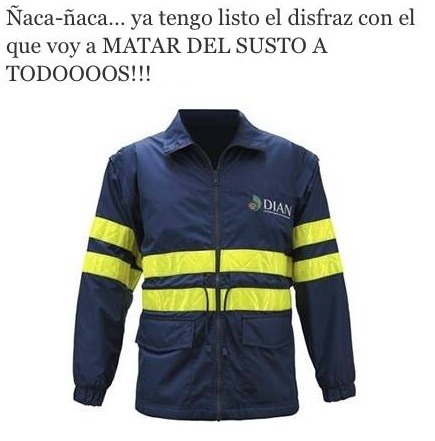 Ñaca-ñaca... ya tengo listo el disfraz con el
que voy a MATAR DEL SUSTO A
TODOOOOS!!!
DIAN